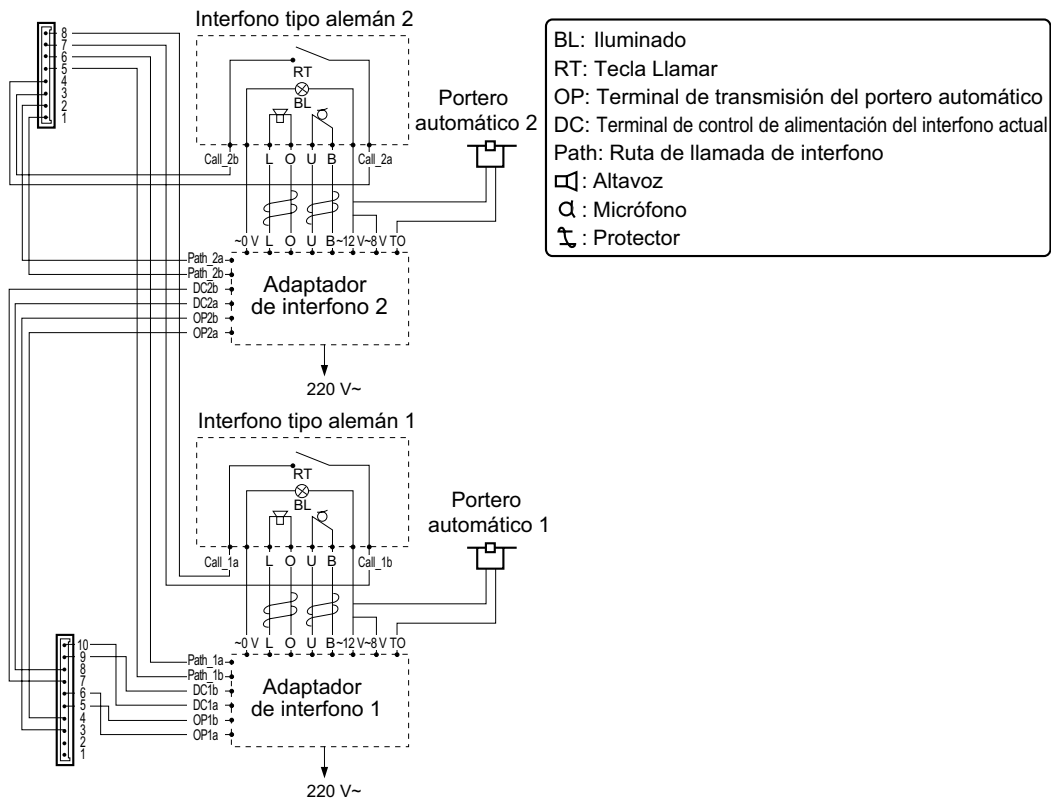 Interfono tipo alemán 2
8
7
6
5
4
3
2
1
RT
BL
Call_2b L O U B Call_2a
Portero
automático 2
~0 V L O U B ~12 V ~8 V TO
Path_2a
Path_2b
DC2b
DC2a
OP2b
OP2a
Adaptador
de interfono 2
220 V~
Interfono tipo alemán 1
RT
BL
Call_1a L O U B Call_1b
Portero
automático 1
~0 V L O U B ~12 V ~8 V TO
10
9
8
7
6
5
4
3
2
1
Path_1a
Path_1b
DC1b
DC1a
OP1b
OP1a
Adaptador
de interfono 1
220 V~
BL: Iluminado
RT: Tecla Llamar
OP: Terminal de transmisión del portero automático
DC: Terminal de control de alimentación del interfono actual
Path: Ruta de llamada de interfono
: Altavoz
: Micrófono
: Protector